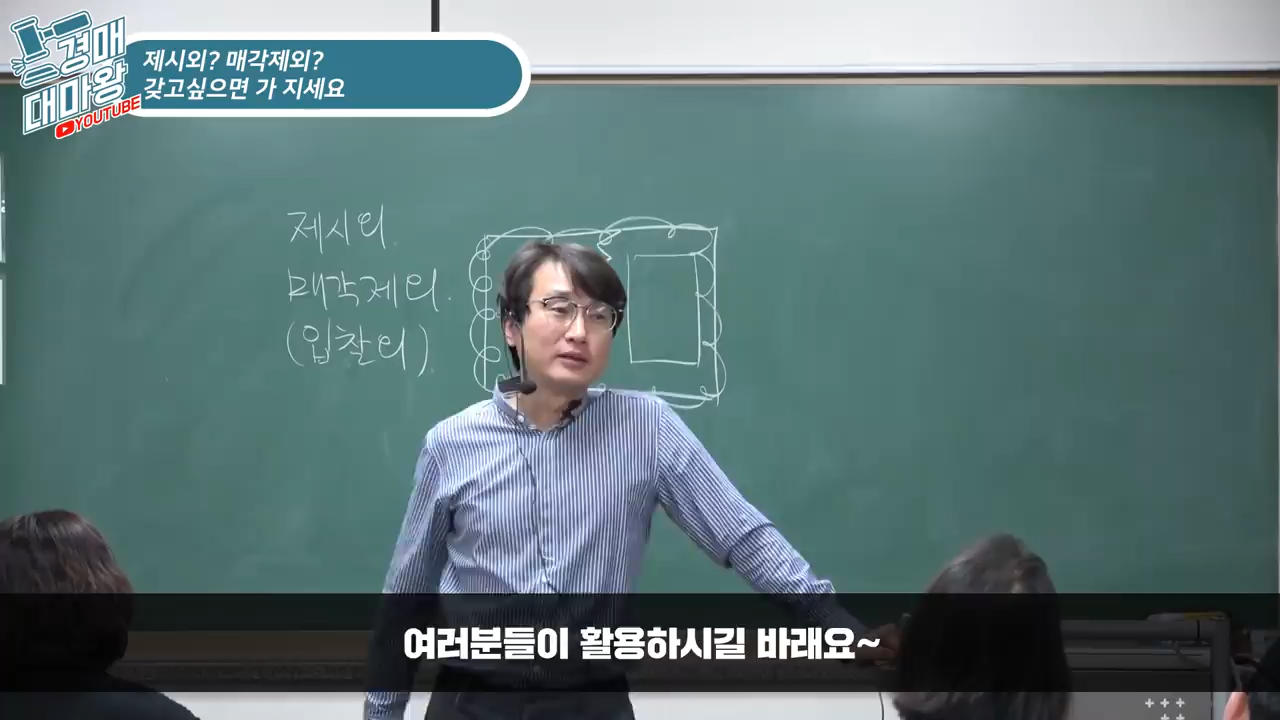 경매
대마왕
YOUTUBE
제시외? 매각제외?
갖고싶으면 가 지세요
제시외.
매각제외.
(입찰외).
여러분들이 활용하시길 바래요~